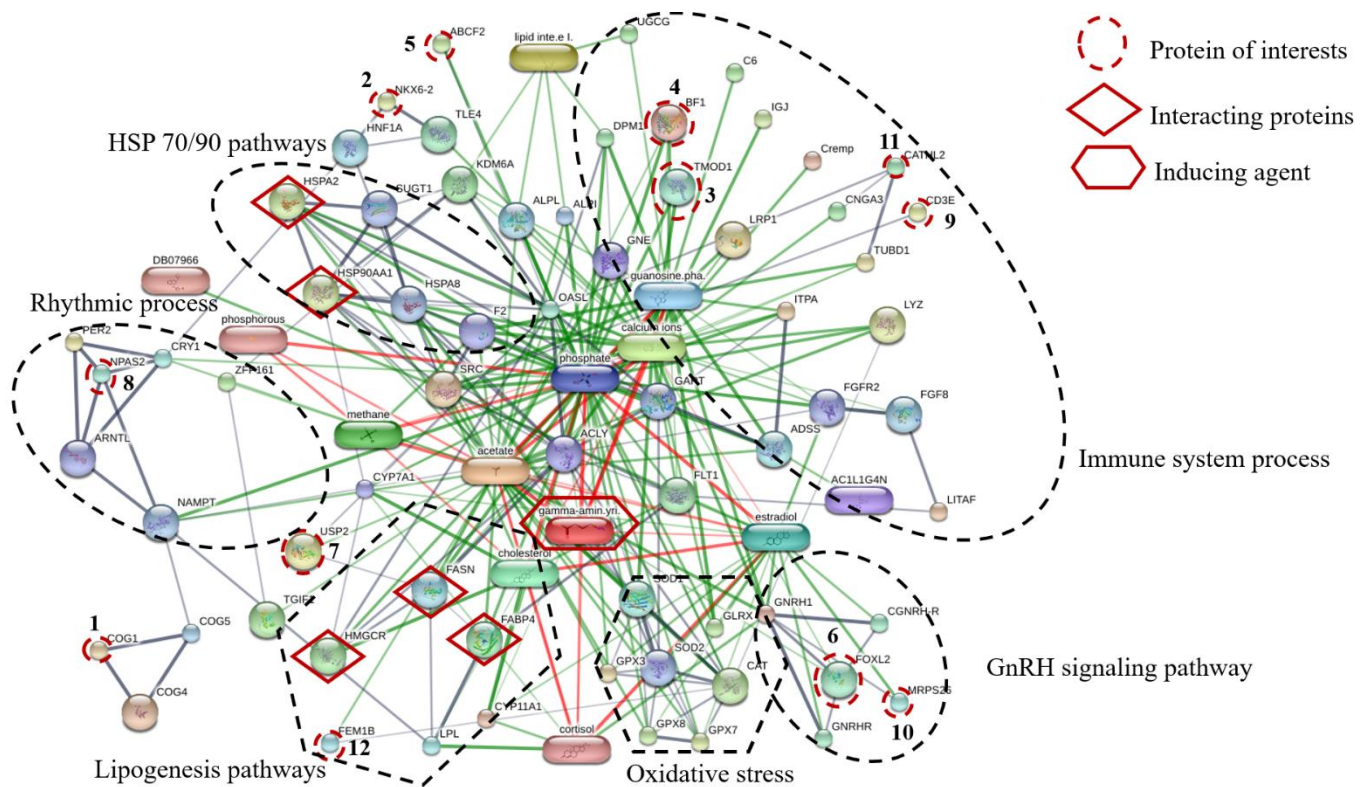 UGCG
ABCF2
5
lipid inte.e I.
C6
Protein of interests
2
NKX6-2
4
BF1
IGJ
HNF1A
TLE4
DPM1
Interacting proteins
HSP 70/90 pathways
KDM6A
Cremp
11
CATHL2
TMOD1
Inducing agent
HSPA2
SUGT1
ALPL
ALPI
3
CNGA3
CD3E
LRP1
9
GNE
TUBD1
DB07966
HSP90AA1
HSPA8
guanosine.pha.
Rhythmic process
OASL
ITPA
LYZ
phosphorous
F2
calcium ions
PER2
CRY1
phosphate
NPAS2
ZFP161
SRC
GART
8
FGFR2
FGF8
methane
ARNTL
acetate
ACLY
ADSS
Immune system process
CYP7A1
FLT1
AC1L1G4N
NAMPT
gamma-amin.yri.
estradiol
LITAF
USP2
7
cholesterol
FASN
SOD1
TGIF2
GLRX
GNRH1
CGNRH-R
1
COG1
COG5
HMGCR
FABP4
6
SOD2
FOXL2
GPX3
CAT
GnRH signaling pathway
COG4
MRPS26
CYP11A1
10
FEM1B
LPL
cortisol
GPX8
GPX7
GNRHR
12
Lipogenesis pathways
Oxidative stress